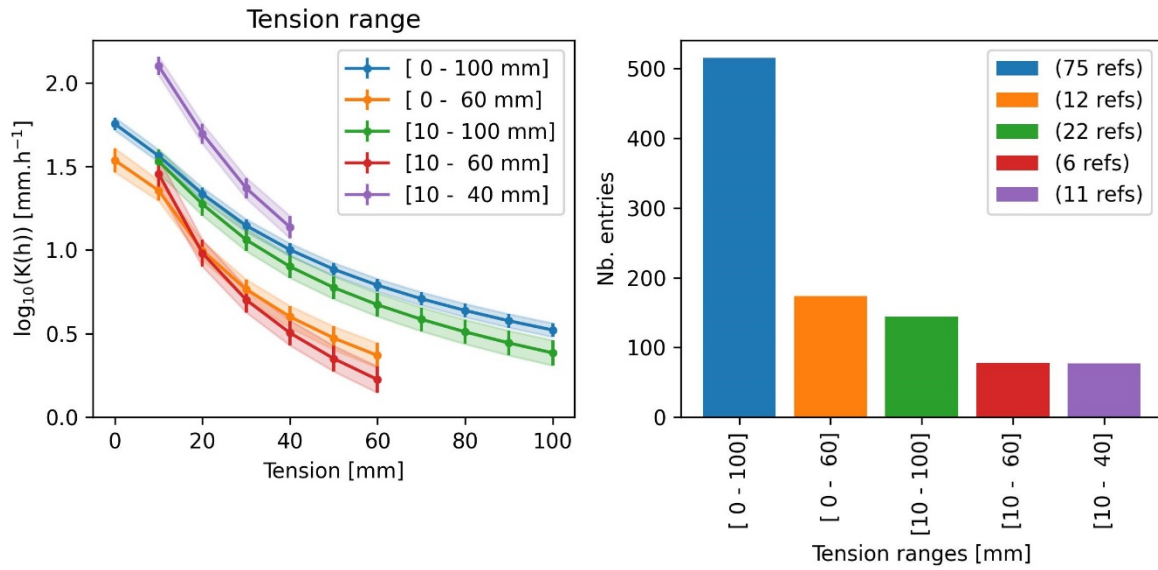 Tension range
log10(K(h)) [mm.h⁻¹]
2.0
1.5
1.0
0.5
0.0
[ 0 - 100 mm]
[ 0 -  60 mm]
[10 - 100 mm]
[10 -  60 mm]
[10 -  40 mm]
0 20 40 60 80 100
Tension [mm]
Nb. entries
500
400
300
200
100
0
(75 refs)
(12 refs)
(22 refs)
(6 refs)
(11 refs)
[ 0 - 100]
[ 0 -  60]
[10 - 100]
[10 -  60]
[10 -  40]
Tension ranges [mm]